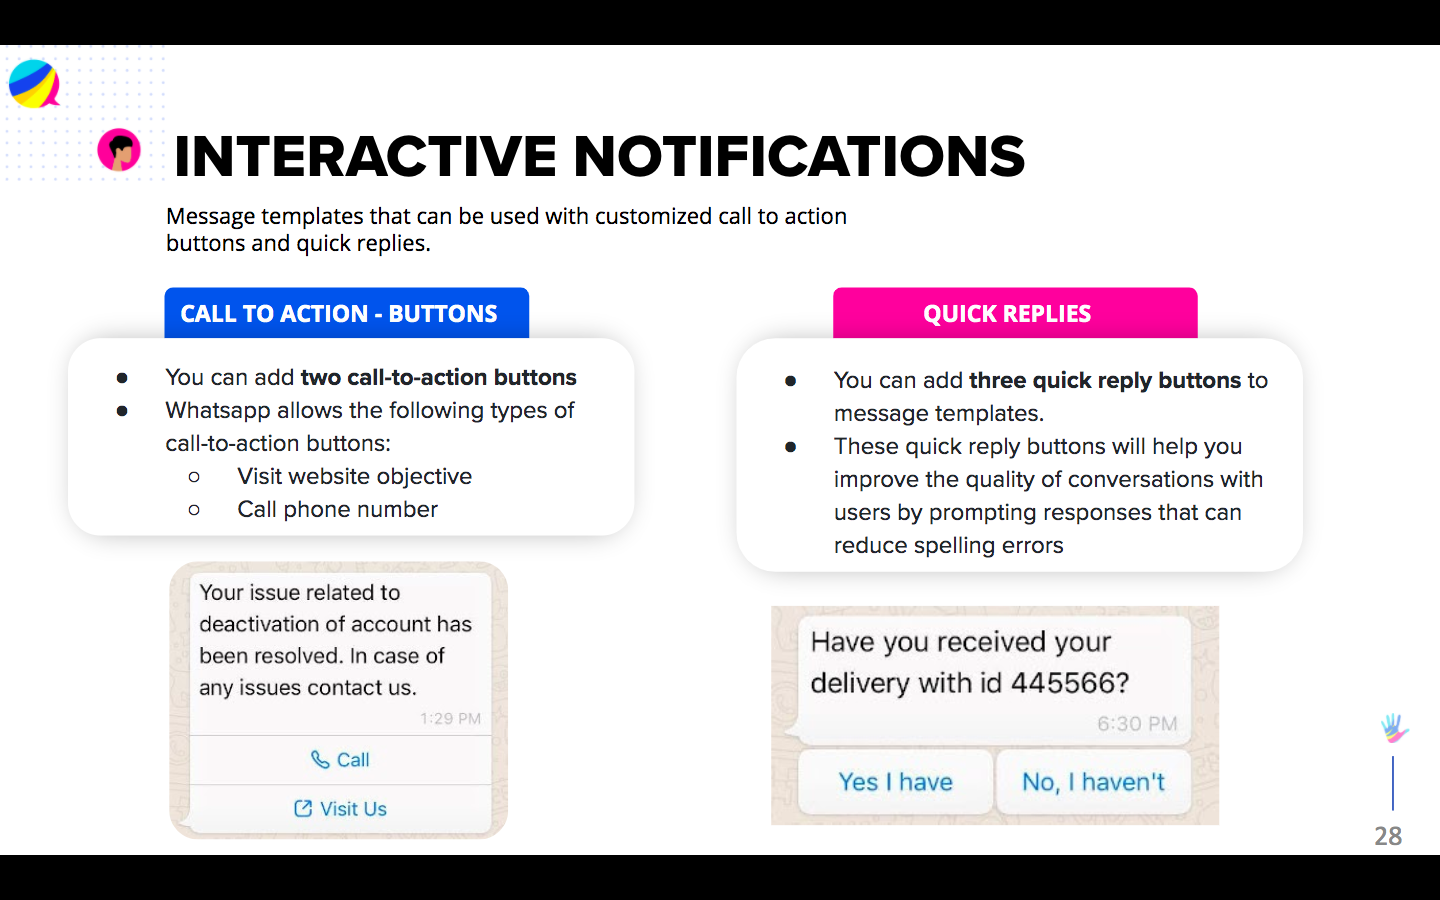 INTERACTIVE NOTIFICATIONS
Message templates that can be used with customized call to action
buttons and quick replies.
CALL TO ACTION - BUTTONS
● You can add two call-to-action buttons
● Whatsapp allows the following types of
call-to-action buttons:
○ Visit website objective
○ Call phone number
Your issue related to
deactivation of account has
been resolved. In case of
any issues contact us.
1:29 PM
Call
Visit Us
QUICK REPLIES
● You can add three quick reply buttons to
message templates.
● These quick reply buttons will help you
improve the quality of conversations with
users by prompting responses that can
reduce spelling errors
Have you received your
delivery with id 445566?
6:30 PM
Yes I have
No, I haven't
28